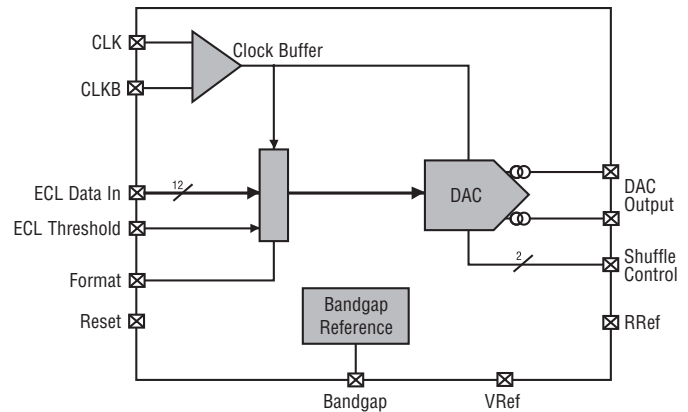 CLK
Clock Buffer
CLKB
12
ECL Data In
DAC
DAC
Output
ECL Threshold
2
Shuffle
Control
Format
Bandgap
Reference
Reset
RRef
Bandgap
VRef